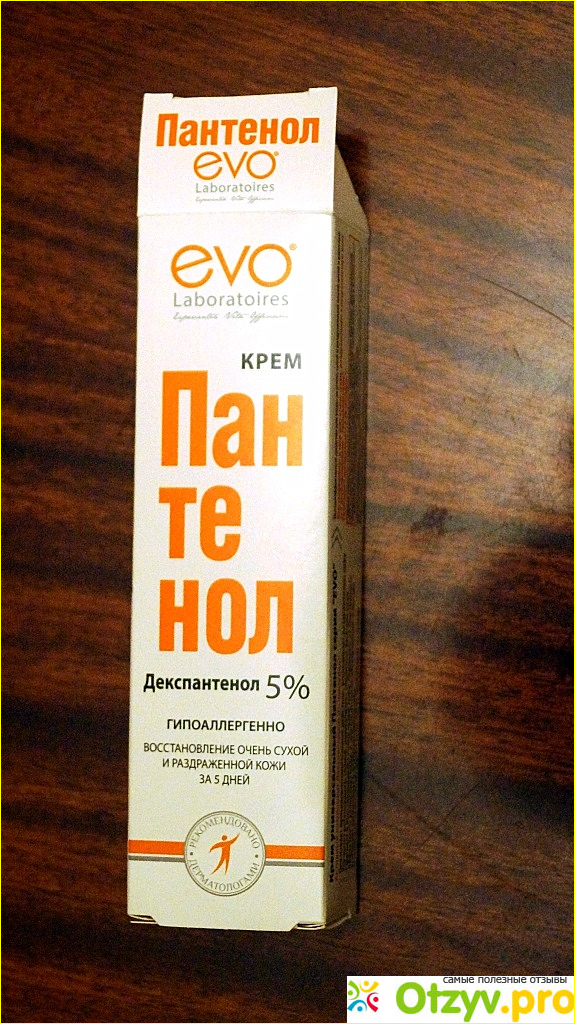 Пантенол
evo®
Laboratoires
evo®
Laboratoires
КРЕМ
Пан
те
нол
Декспантенол 5%
ГИПОАЛЛЕРГЕННО
ВОССТАНОВЛЕНИЕ ОЧЕНЬ СУХОЙ
И РАЗДРАЖЕННОЙ КОЖИ
ЗА 5 ДНЕЙ
• РЕКОМЕНДОВАНО •
ДЕРМАТОЛОГАМИ
самые полезные отзывы
Otzyv.pro